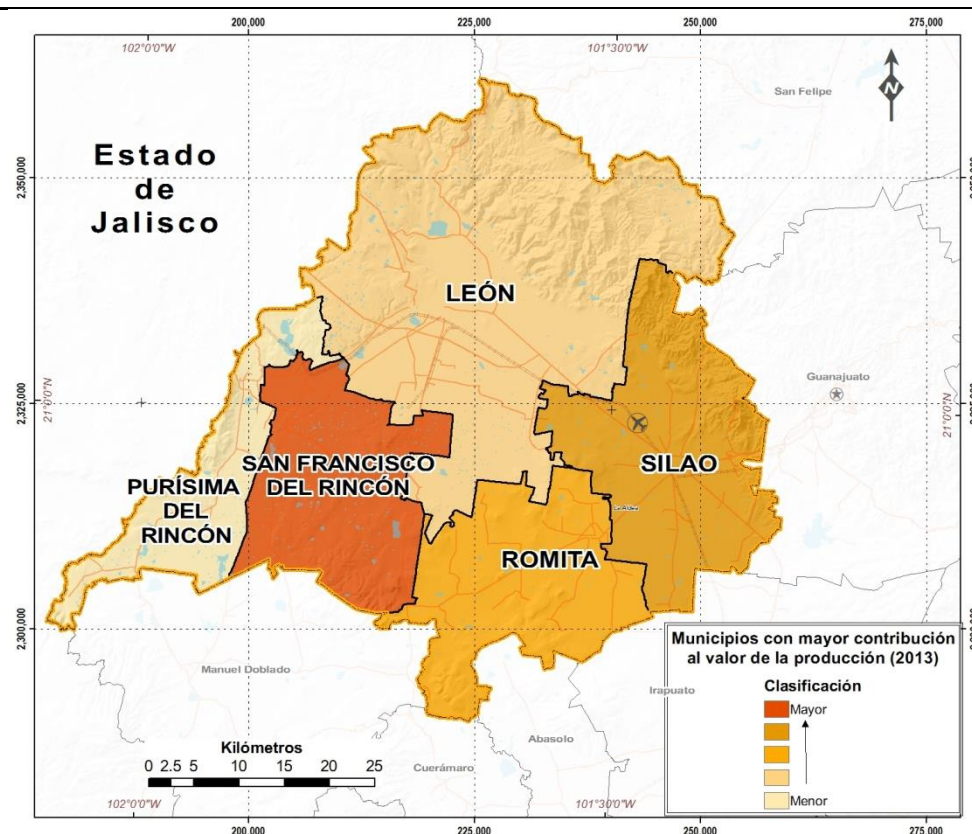 200,000 225,000 250,000 275,000
102°0'0"W 101°30'0"W
San Felipe
N
Estado
de
Jalisco
2,350,000
LEÓN
Guanajuato
21°0'0"N 2,325,000 21°0'0"N
SAN FRANCISCO
DEL RINCÓN
SILAO
PURÍSIMA
DEL
RINCÓN
ROMITA
2,300,000
Municipios con mayor contribución
al valor de la producción (2013)
Manuel Doblado
Clasificación
Irapuato
Mayor
Abasolo
Kilómetros
0 2.5 5 10 15 20 25
Cuerámaro
Menor
102°0'0"W 101°30'0"W
200,000 225,000 250,000 275,000